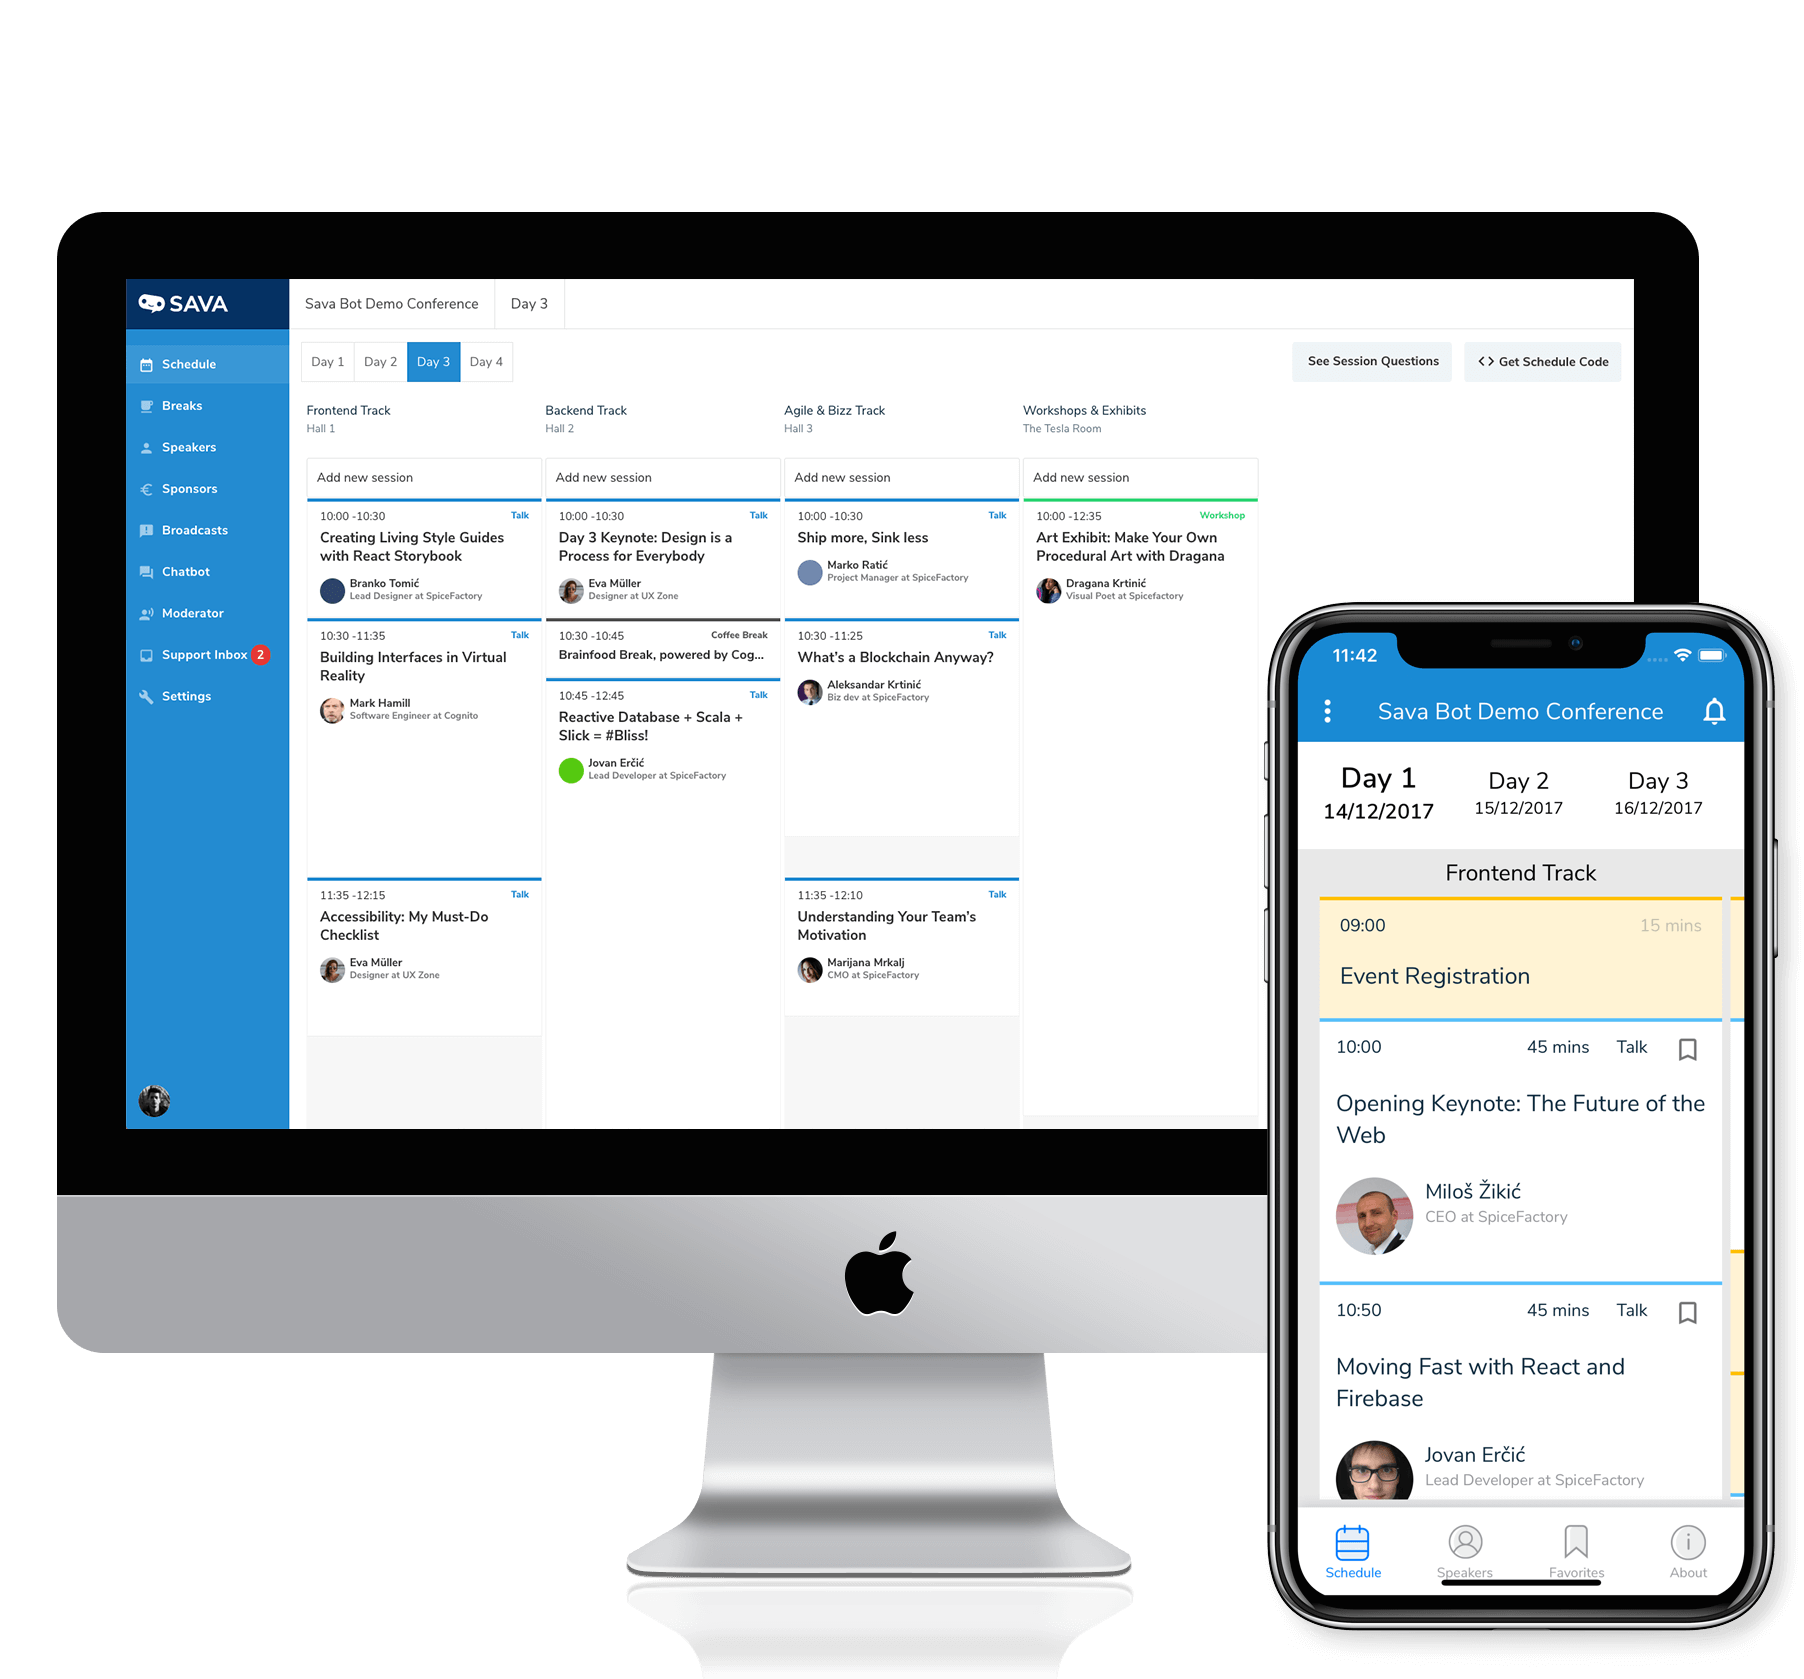 SAVA
Sava Bot Demo Conference
Day 3
Schedule
Breaks
Speakers
Sponsors
Broadcasts
Chatbot
Moderator
Support Inbox 2
Settings
Day 1
Day 2
Day 3
Day 4
See Session Questions
<> Get Schedule Code
Frontend Track
Hall 1
Add new session
10:00 -10:30 Talk
Creating Living Style Guides
with React Storybook
Branko Tomić
Lead Designer at SpiceFactory
10:30 -11:35 Talk
Building Interfaces in Virtual
Reality
Mark Hamill
Software Engineer at Cognito
11:35 -12:15 Talk
Accessibility: My Must-Do
Checklist
Eva Müller
Designer at UX Zone
Backend Track
Hall 2
Add new session
10:00 -10:30 Talk
Day 3 Keynote: Design is a
Process for Everybody
Eva Müller
Designer at UX Zone
10:30 -10:45 Coffee Break
Brainfood Break, powered by Cog...
10:45 -12:45 Talk
Reactive Database + Scala +
Slick = #Bliss!
Jovan Erčić
Lead Developer at SpiceFactory
Agile & Bizz Track
Hall 3
Add new session
10:00 -10:30 Talk
Ship more, Sink less
Marko Ratić
Project Manager at SpiceFactory
10:30 -11:25 Talk
What's a Blockchain Anyway?
Aleksandar Krtinić
Biz dev at SpiceFactory
11:35 -12:10 Talk
Understanding Your Team's
Motivation
Marijana Mrkalj
CMO at SpiceFactory
Workshops & Exhibits
The Tesla Room
Add new session
10:00 -12:35 Workshop
Art Exhibit: Make Your Own
Procedural Art with Dragana
Dragana Krtinić
Visual Poet at Spicefactory
11:42
Sava Bot Demo Conference
Day 1
14/12/2017
Day 2
15/12/2017
Day 3
16/12/2017
Frontend Track
09:00 15 mins
Event Registration
10:00 45 mins Talk
Opening Keynote: The Future of the
Web
Miloš Žikić
CEO at SpiceFactory
10:50 45 mins Talk
Moving Fast with React and
Firebase
Jovan Erčić
Lead Developer at SpiceFactory
Schedule
Speakers
Favorites
About